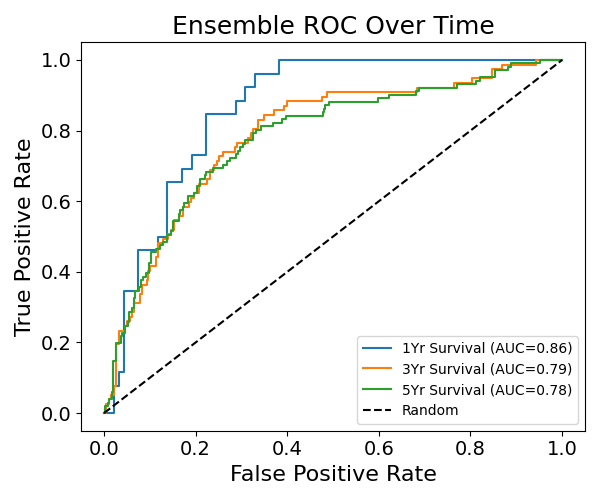 Ensemble ROC Over Time
True Positive Rate
1.0
0.8
0.6
0.4
0.2
0.0
0.0 0.2 0.4 0.6 0.8 1.0
False Positive Rate
1Yr Survival (AUC=0.86)
3Yr Survival (AUC=0.79)
5Yr Survival (AUC=0.78)
Random